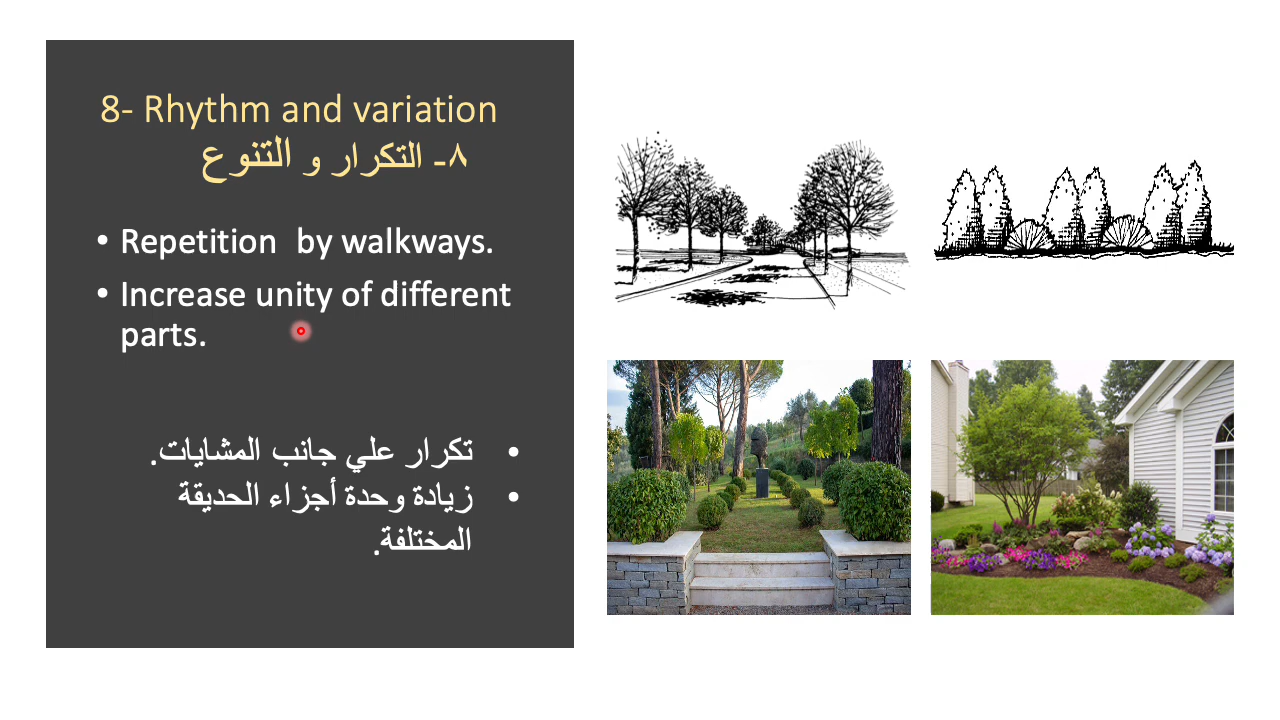 8- Rhythm and variation
٨- التكرار و التنوع
• Repetition by walkways.
• Increase unity of different
parts.
• تكرار علي جانب المشايات.
• زيادة وحدة أجزاء الحديقة
المختلفة.